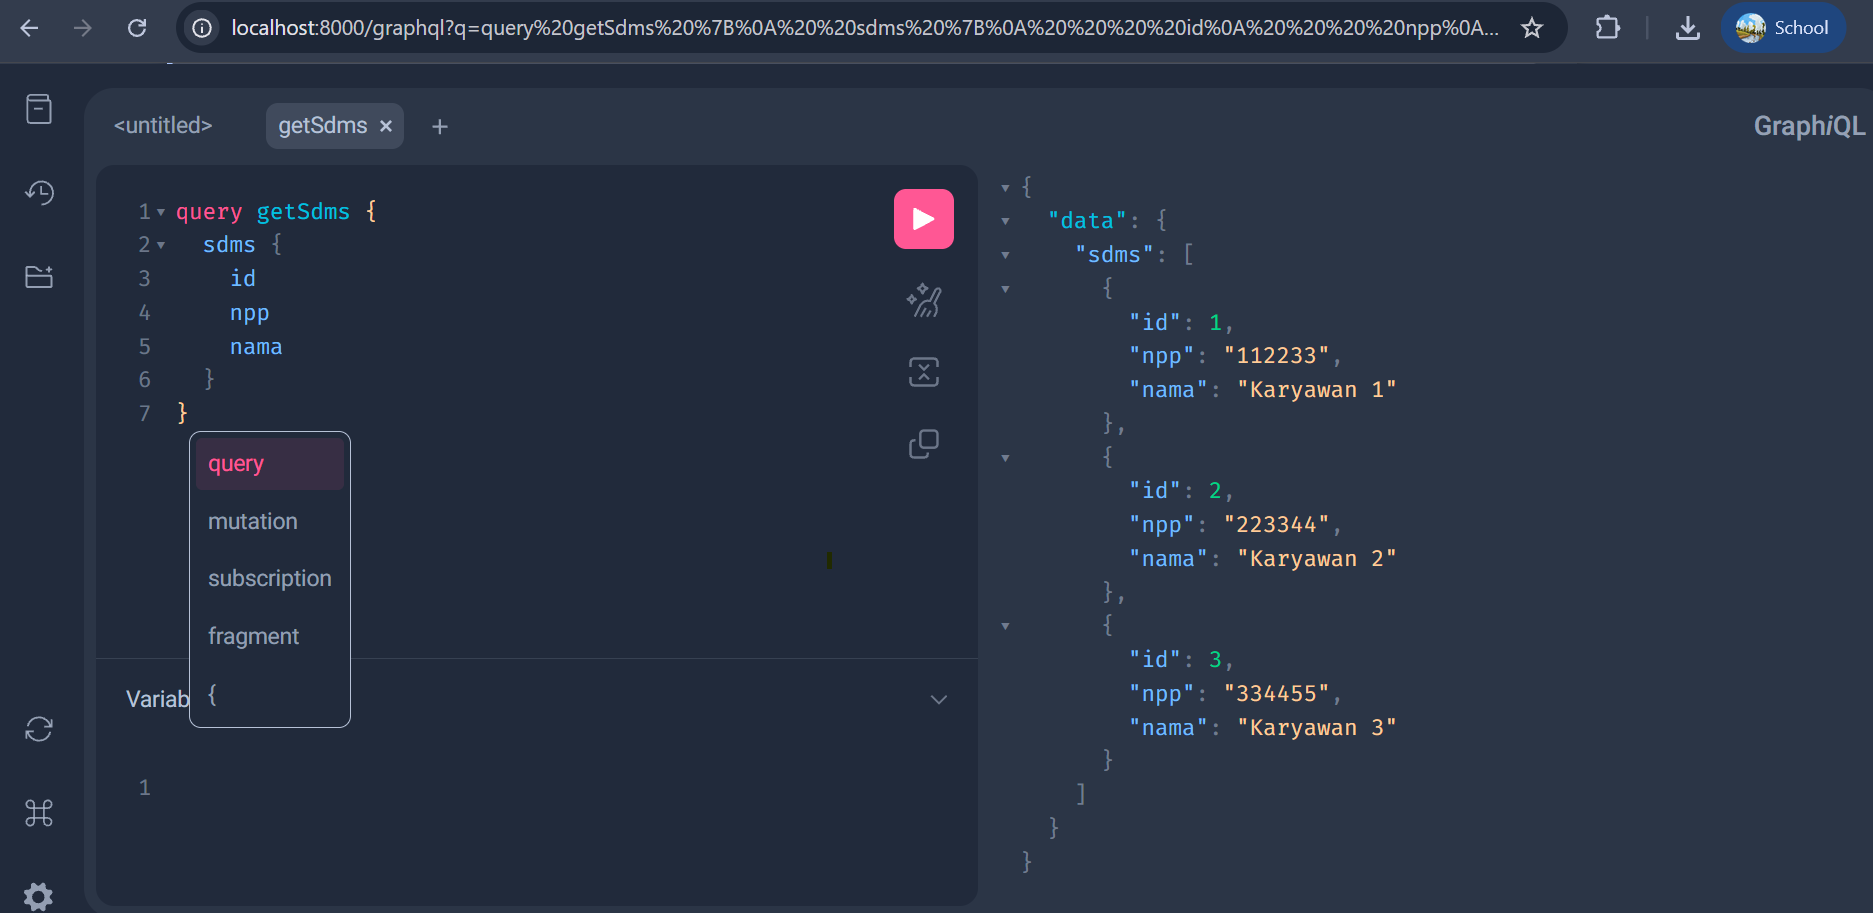 localhost:8000/graphql?q=query%20getSdms%20%7B%0A%20%20sdms%20%7B%0A%20%20%20%20id%0A%20%20%20%20npp%0A...
School
<untitled>
getSdms × +
GraphiQL
1 query getSdms {
2 sdms {
3 id
4 npp
5 nama
6 }
7 }
query
mutation
subscription
fragment
{
Variab
1
{
"data": {
"sdms": [
{
"id": 1,
"npp": "112233",
"nama": "Karyawan 1"
},
{
"id": 2,
"npp": "223344",
"nama": "Karyawan 2"
},
{
"id": 3,
"npp": "334455",
"nama": "Karyawan 3"
}
]
}
}